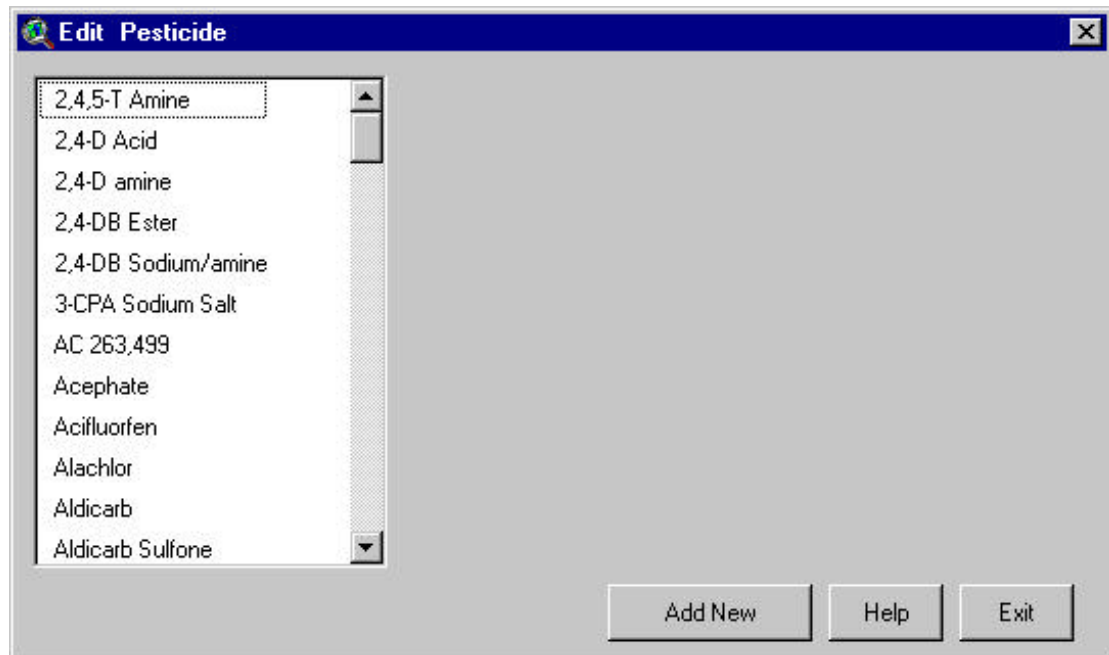 Edit Pesticide
2,4,5-T Amine
2,4-D Acid
2,4-D amine
2,4-DB Ester
2,4-DB Sodium/amine
3-CPA Sodium Salt
AC 263,499
Acephate
Acifluorfen
Alachlor
Aldicarb
Aldicarb Sulfone
Add New Help Exit